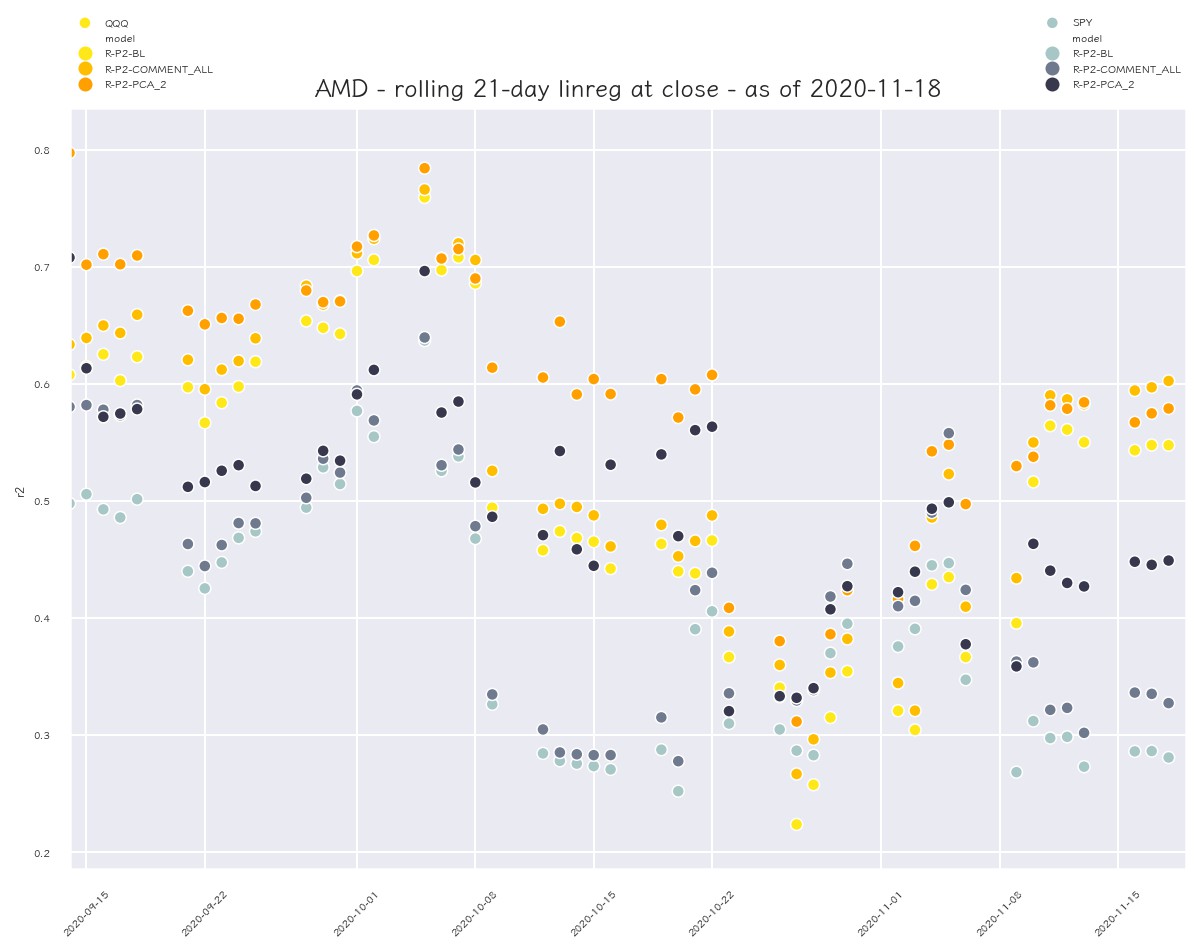 QQQ
model
R-P2-BL
R-P2-COMMENT_ALL
R-P2-PCA_2
SPY
model
R-P2-BL
R-P2-COMMENT_ALL
R-P2-PCA_2
AMD - rolling 21-day linreg at close - as of 2020-11-18
0.8
0.7
0.6
0.5
0.4
0.3
0.2
r2
2020-09-15
2020-09-22
2020-10-01
2020-10-08
2020-10-15
2020-10-22
2020-11-01
2020-11-08
2020-11-15